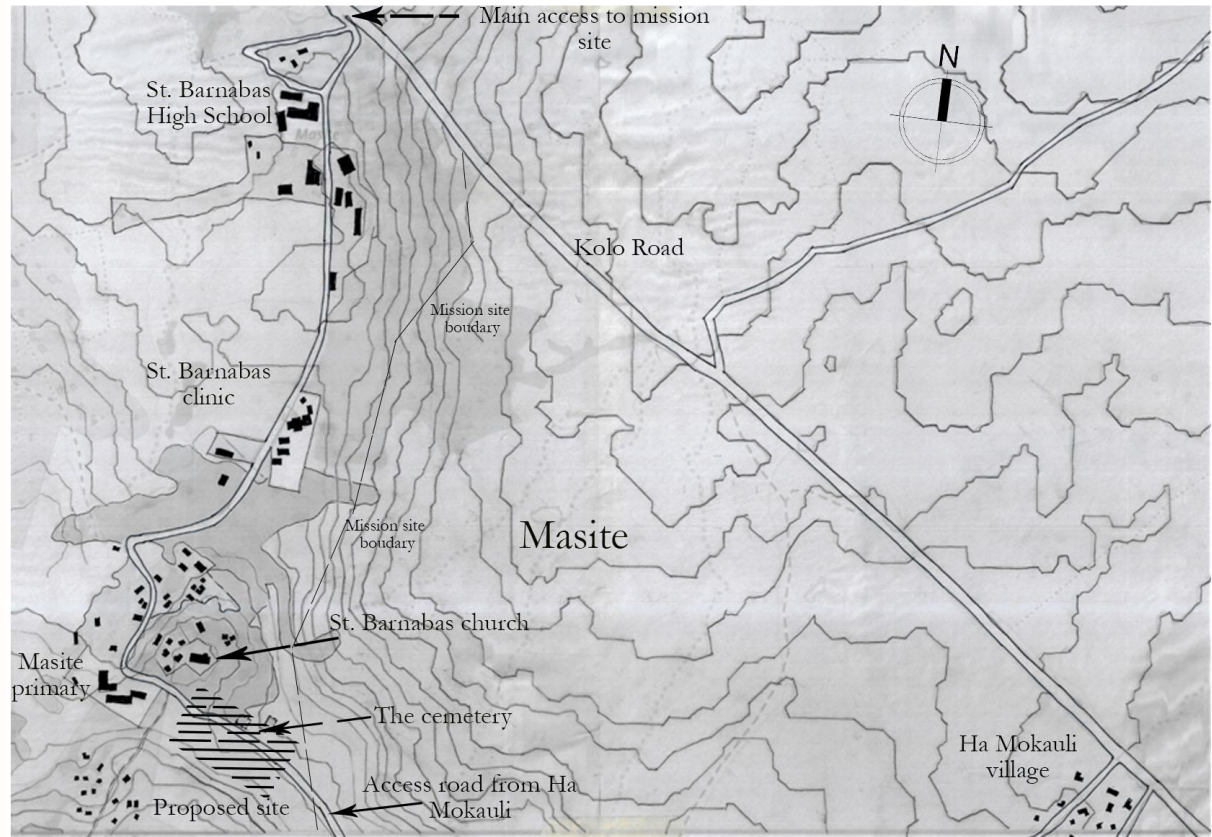 Main access to mission
site
N
St. Barnabas
High School
Masite
Kolo Road
Mission site
boudary
St. Barnabas
clinic
Mission site
boudary
Masite
St. Barnabas church
Masite
primary
The cemetery
Ha Mokauli
village
Access road from Ha
Mokauli
Proposed site